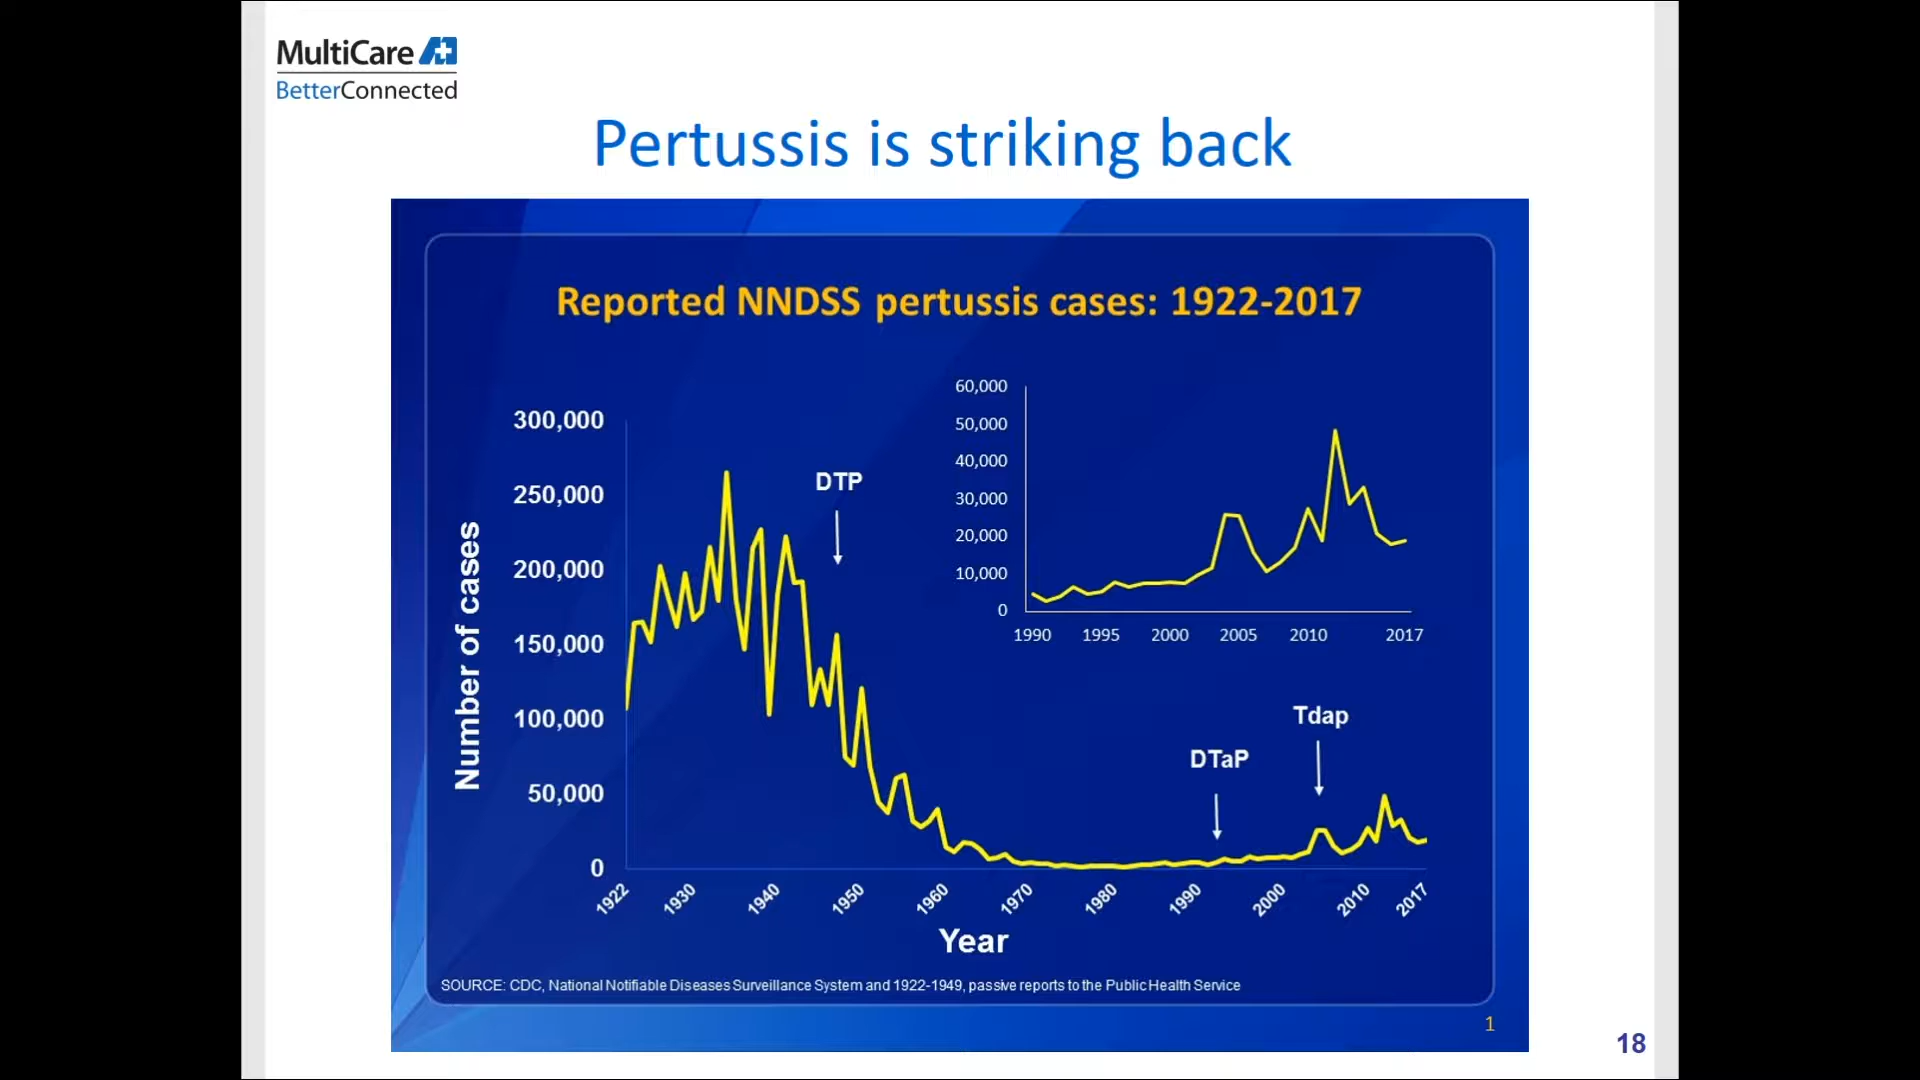 MultiCare
BetterConnected
Pertussis is striking back
Reported NNDSS pertussis cases: 1922-2017
Number of cases
300,000
250,000
200,000
150,000
100,000
50,000
0
DTP
60,000
50,000
40,000
30,000
20,000
10,000
0
1990 1995 2000 2005 2010 2017
Tdap
DTaP
1922 1930 1940 1950 1960 1970 1980 1990 2000 2010 2017
Year
SOURCE: CDC, National Notifiable Diseases Surveillance System and 1922-1949, passive reports to the Public Health Service
1
18